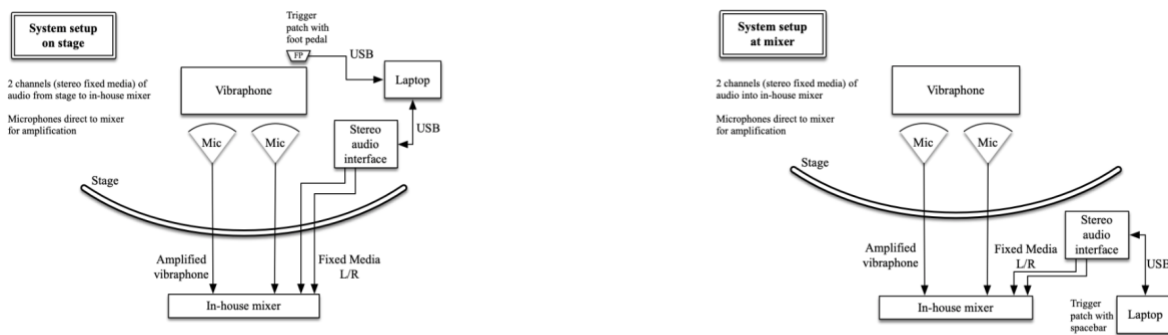 System setup
on stage
2 channels (stereo fixed media) of
audio from stage to in-house mixer
Microphones direct to mixer
for amplification
Trigger
patch with
foot pedal
FP
USB
Vibraphone
Laptop
Mic
Mic
Stereo
audio
interface
USB
Stage
Amplified
vibraphone
Fixed Media
L/R
In-house mixer
System setup
at mixer
2 channels (stereo fixed media) of
audio into in-house mixer
Microphones direct to mixer
for amplification
Vibraphone
Mic
Mic
Stage
Stereo
audio
interface
Amplified
vibraphone
Fixed Media
L/R
USB
In-house mixer
Trigger
patch with
spacebar
Laptop